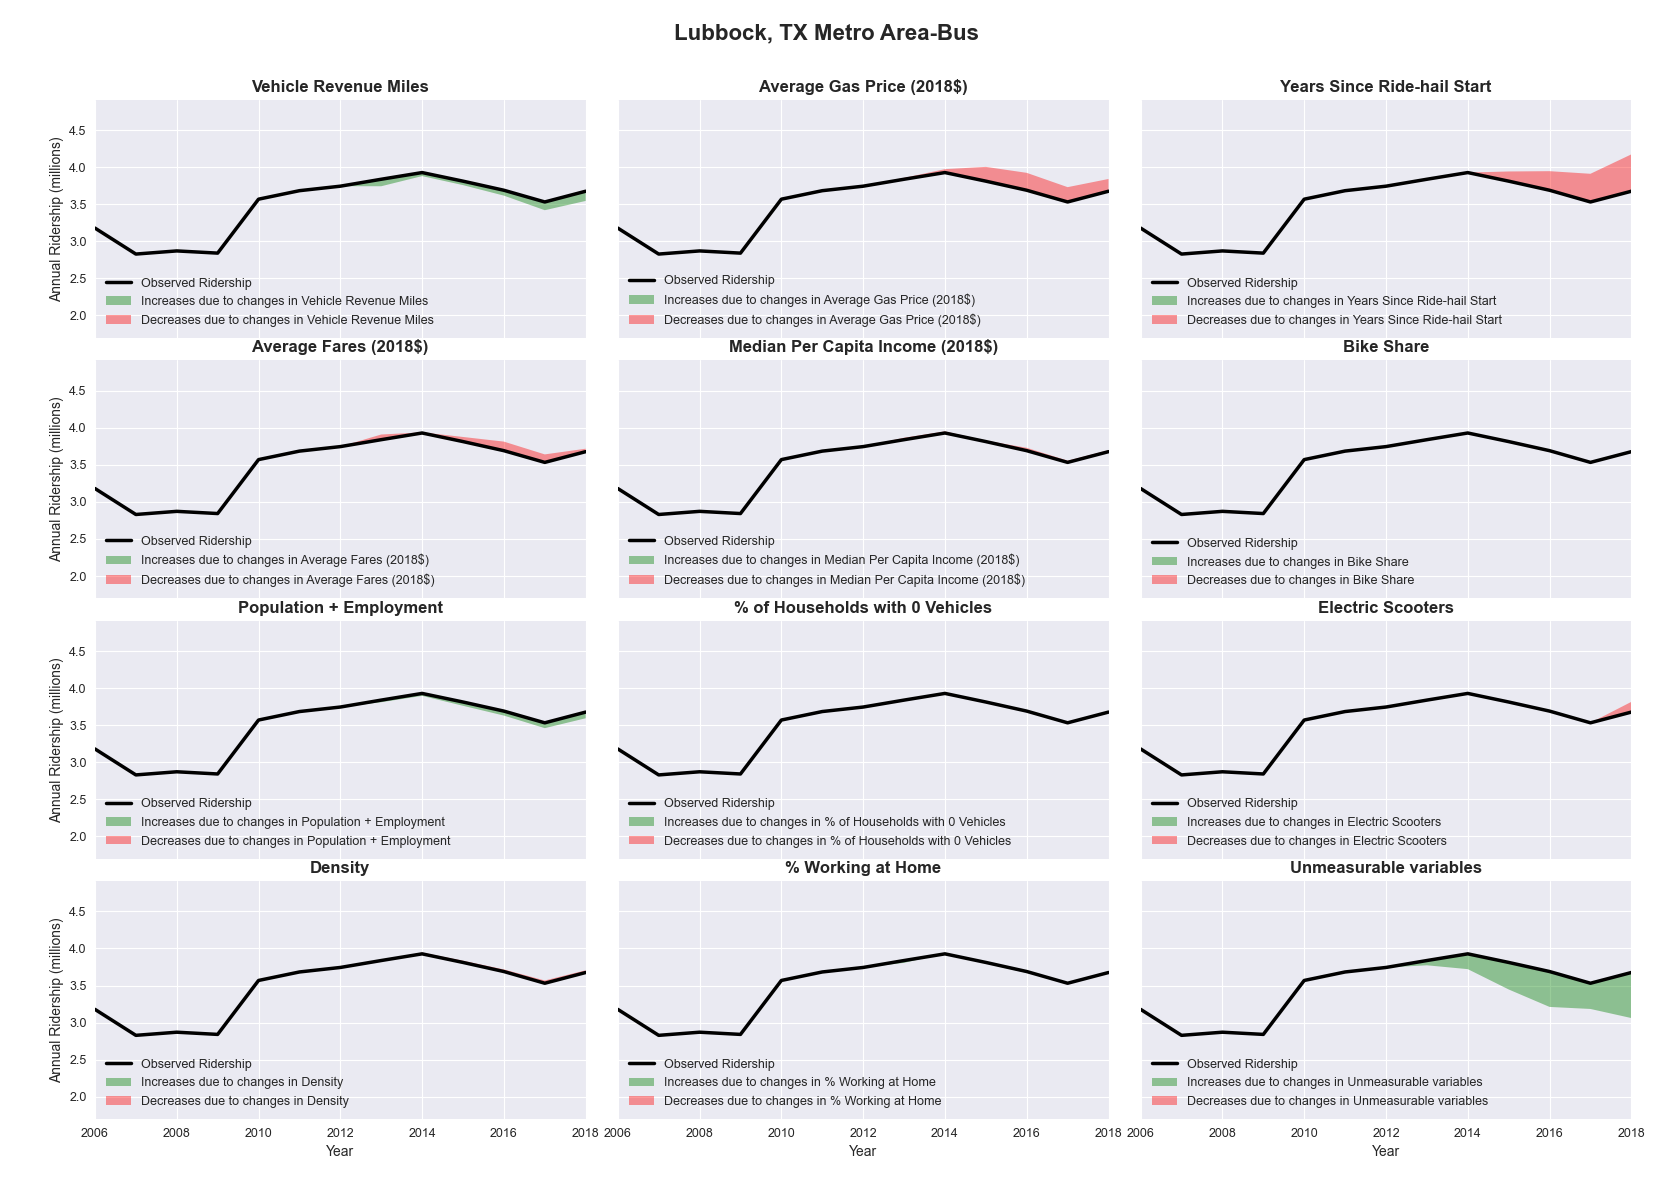 Lubbock, TX Metro Area-Bus
Vehicle Revenue Miles
Annual Ridership (millions)
4.5
4.0
3.5
3.0
2.5
2.0
Observed Ridership
Increases due to changes in Vehicle Revenue Miles
Decreases due to changes in Vehicle Revenue Miles
Average Gas Price (2018$)
Observed Ridership
Increases due to changes in Average Gas Price (2018$)
Decreases due to changes in Average Gas Price (2018$)
Years Since Ride-hail Start
Observed Ridership
Increases due to changes in Years Since Ride-hail Start
Decreases due to changes in Years Since Ride-hail Start
Average Fares (2018$)
Annual Ridership (millions)
4.5
4.0
3.5
3.0
2.5
2.0
Observed Ridership
Increases due to changes in Average Fares (2018$)
Decreases due to changes in Average Fares (2018$)
Median Per Capita Income (2018$)
Observed Ridership
Increases due to changes in Median Per Capita Income (2018$)
Decreases due to changes in Median Per Capita Income (2018$)
Bike Share
Observed Ridership
Increases due to changes in Bike Share
Decreases due to changes in Bike Share
Population + Employment
Annual Ridership (millions)
4.5
4.0
3.5
3.0
2.5
2.0
Observed Ridership
Increases due to changes in Population + Employment
Decreases due to changes in Population + Employment
% of Households with 0 Vehicles
Observed Ridership
Increases due to changes in % of Households with 0 Vehicles
Decreases due to changes in % of Households with 0 Vehicles
Electric Scooters
Observed Ridership
Increases due to changes in Electric Scooters
Decreases due to changes in Electric Scooters
Density
Annual Ridership (millions)
4.5
4.0
3.5
3.0
2.5
2.0
Observed Ridership
Increases due to changes in Density
Decreases due to changes in Density
2006 2008 2010 2012 2014 2016 2018
Year
% Working at Home
Observed Ridership
Increases due to changes in % Working at Home
Decreases due to changes in % Working at Home
2006 2008 2010 2012 2014 2016 2018
Year
Unmeasurable variables
Observed Ridership
Increases due to changes in Unmeasurable variables
Decreases due to changes in Unmeasurable variables
2006 2008 2010 2012 2014 2016 2018
Year